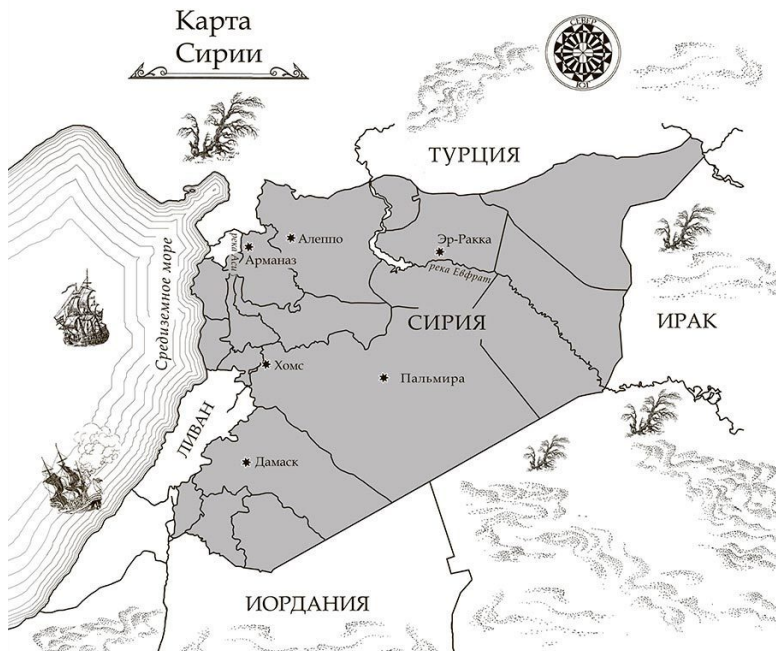 Карта
Сирии
СЕВЕР
ЮГ
ТУРЦИЯ
Алеппо
Эр-Ракка
Арманаз
река Аси
река Евфрат
Средиземное море
СИРИЯ
ИРАК
Хомс
Пальмира
ЛИВАН
Дамаск
ИОРДАНИЯ